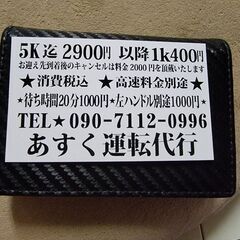 5K迄 2900円 以降1k400円
お迎え先到着後のキャンセルは料金2000円を頂戴いたします
★消費税込 ★高速料金別途★
★待ち時間20分1000円★左ハンドル別途1000円★
TEL★090-7112-0996
あすく運転代行